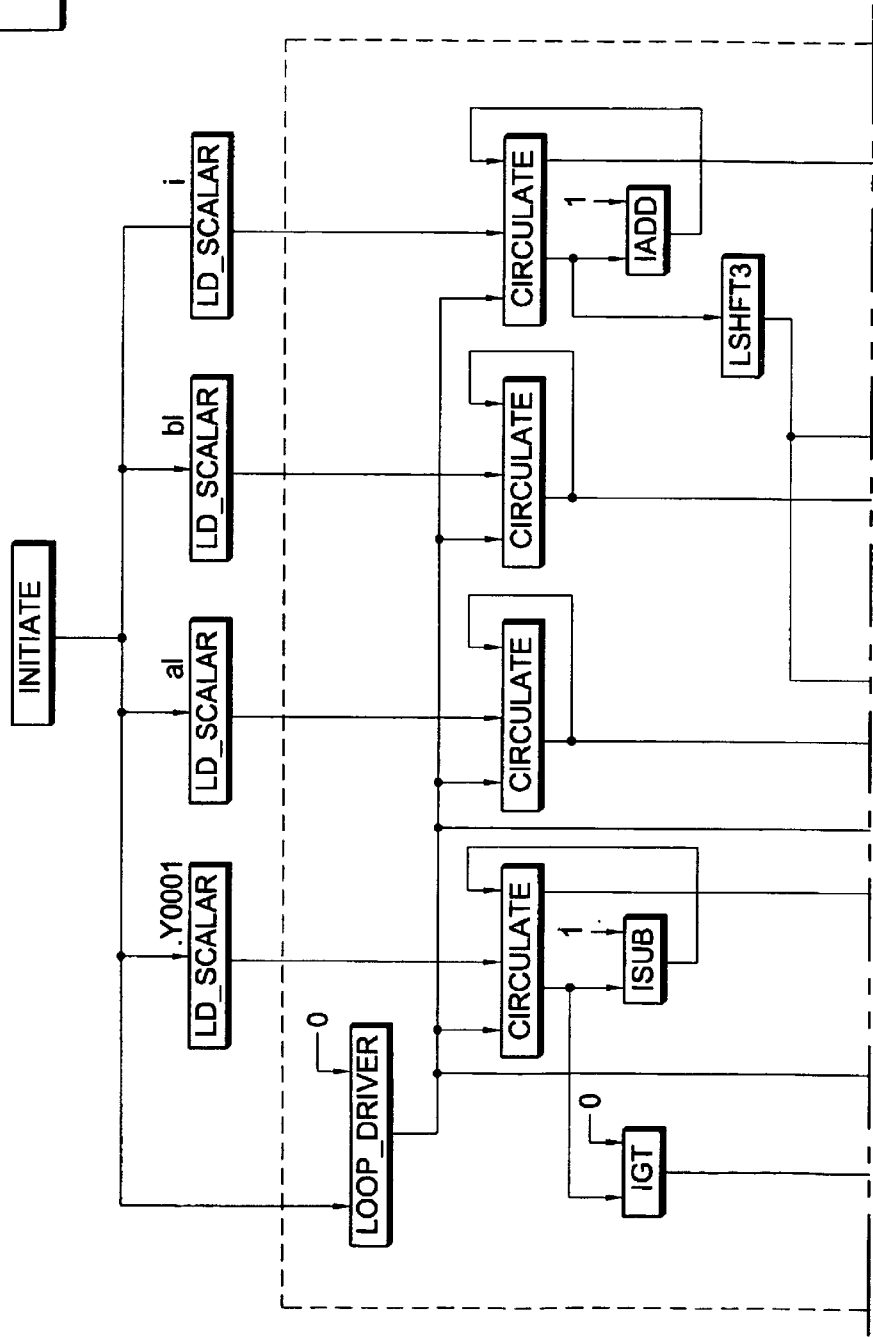 INITIATE
.Y0001
al
bl
i
LD_SCALAR
LD_SCALAR
LD_SCALAR
LD_SCALAR
0
LOOP_DRIVER
CIRCULATE
CIRCULATE
CIRCULATE
CIRCULATE
0
1
1
IGT
ISUB
IADD
LSHFT3